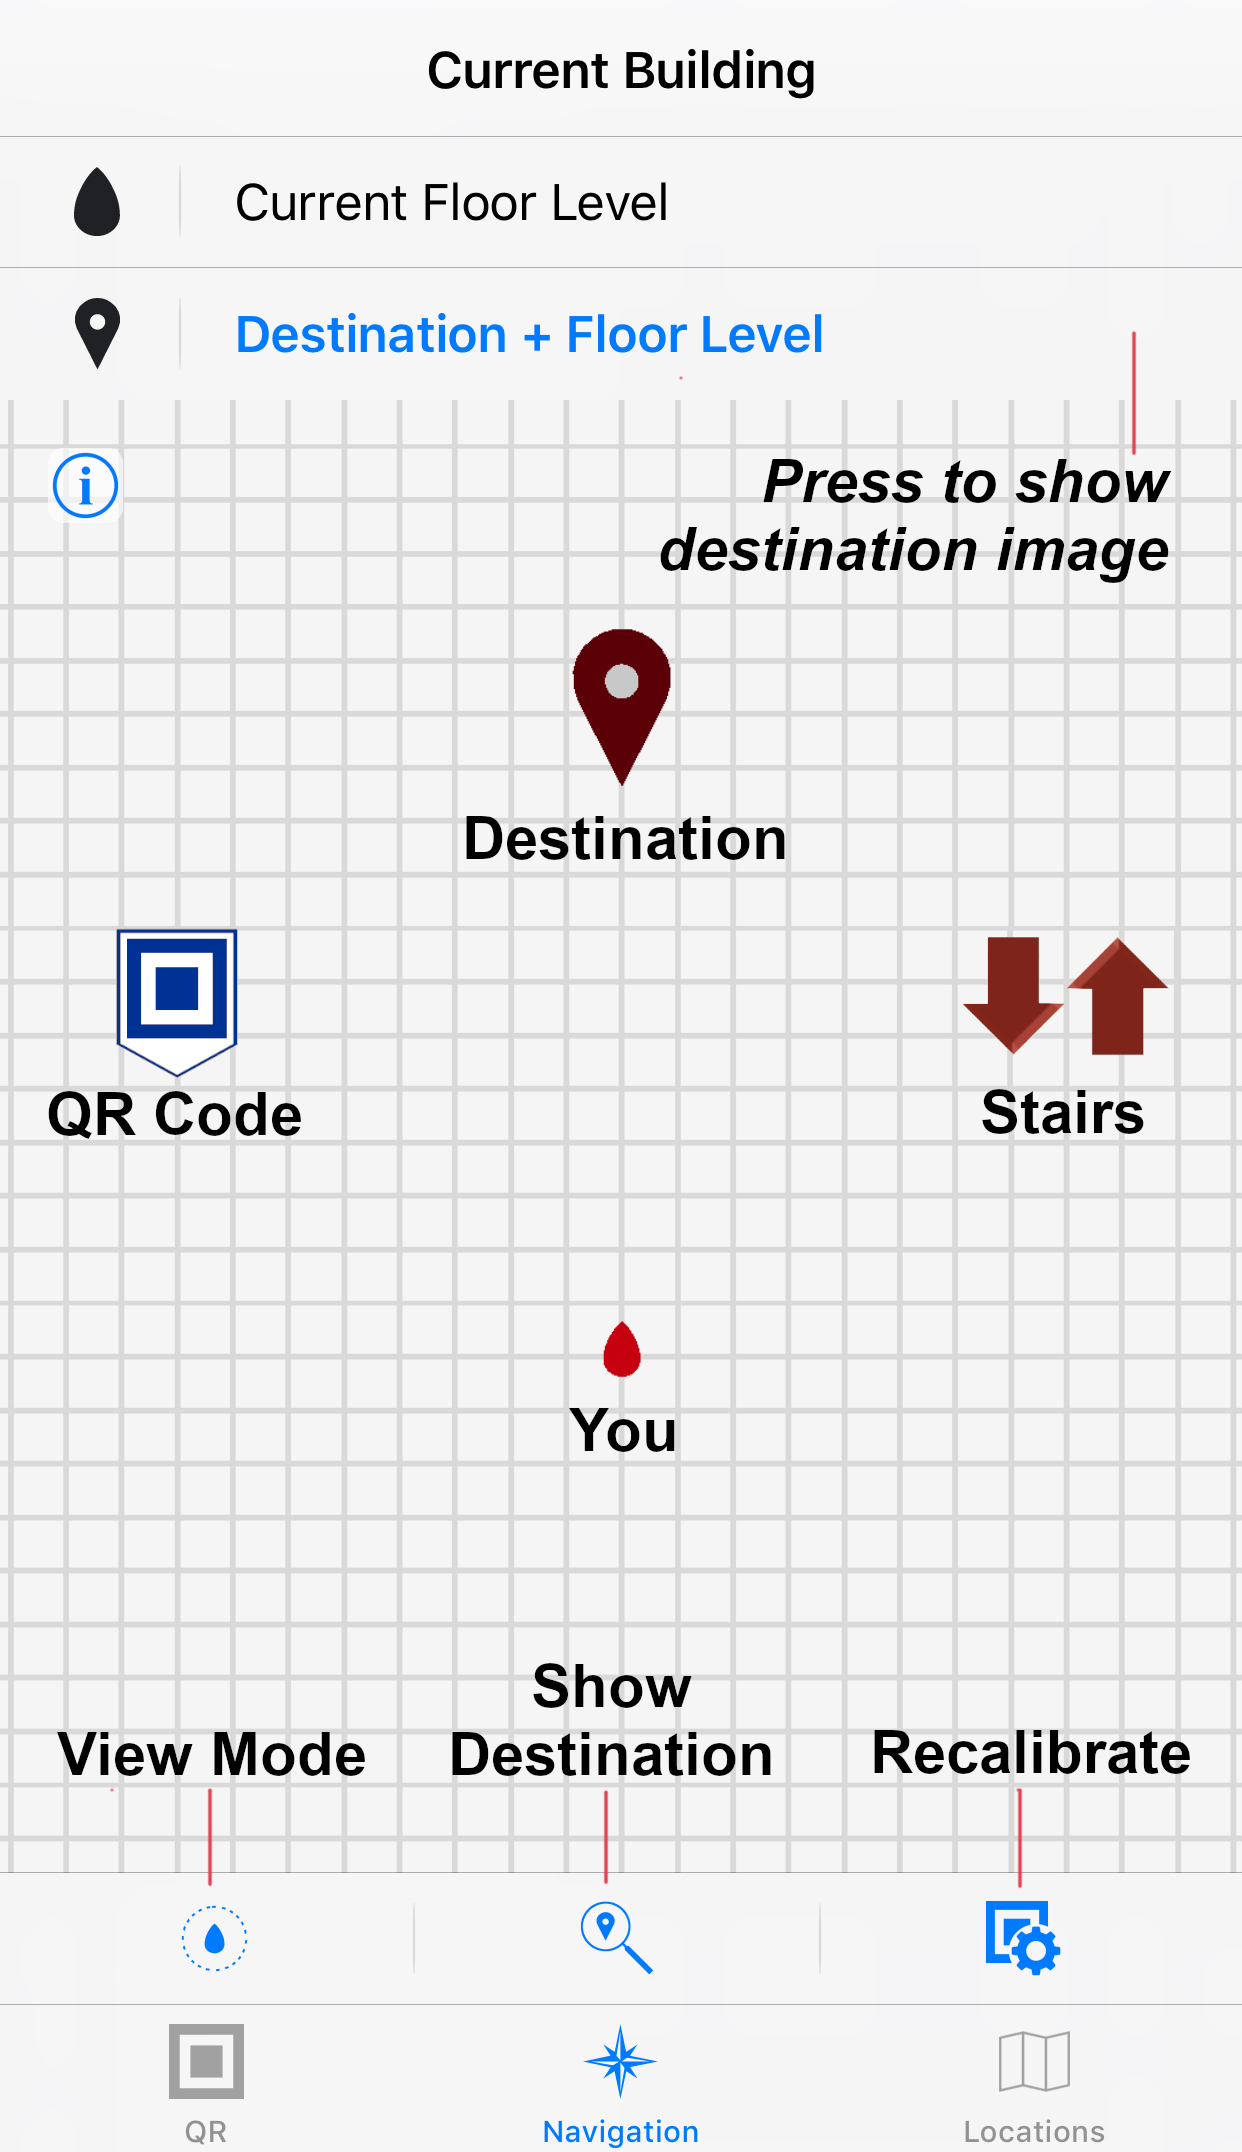 Current Building
Current Floor Level
Destination + Floor Level
i
Press to show
destination image
Destination
QR Code
Stairs
You
Show
View Mode
Destination
Recalibrate
QR
Navigation
Locations